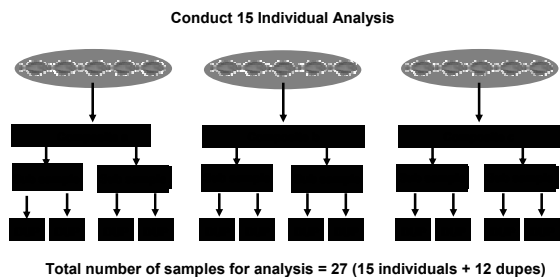 Conduct 15 Individual Analysis
Total number of samples for analysis = 27 (15 individuals + 12 dupes)